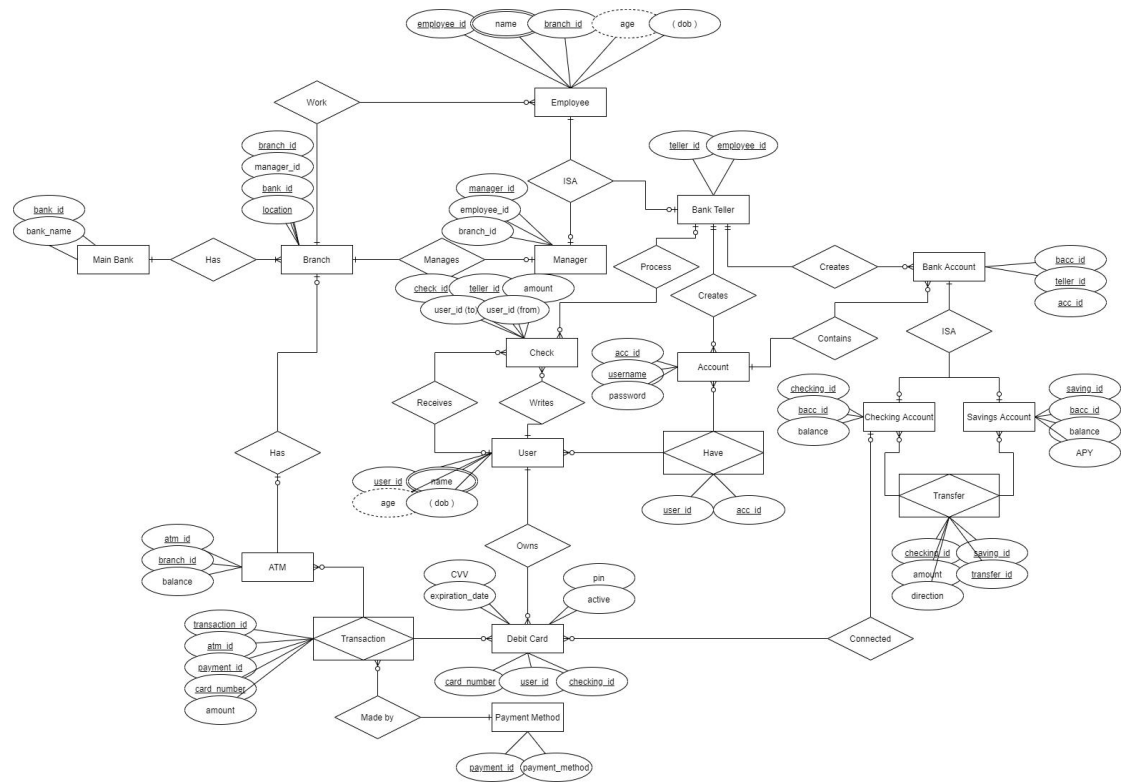 employee_id
name
branch_id
age
( dob )
Work
Employee
branch_id
manager_id
bank_id
location
teller_id
employee_id
ISA
manager_id
employee_id
branch_id
Bank Teller
bank_id
bank_name
Main Bank
Has
Branch
Manages
Manager
Process
Creates
Bank Account
bacc_id
teller_id
acc_id
check_id
teller_id
amount
user_id (to)
user_id (from)
Creates
Contains
ISA
Check
acc_id
username
password
Account
Receives
Writes
checking_id
bacc_id
balance
Checking Account
Savings Account
saving_id
bacc_id
balance
APY
Has
User
Have
user_id
name
age
( dob )
user_id
acc_id
Transfer
checking_id
saving_id
amount
transfer_id
direction
atm_id
branch_id
balance
ATM
Owns
CVV
expiration_date
pin
active
transaction_id
atm_id
payment_id
card_number
amount
Transaction
Debit Card
Connected
card_number
user_id
checking_id
Made by
Payment Method
payment_id
payment_method